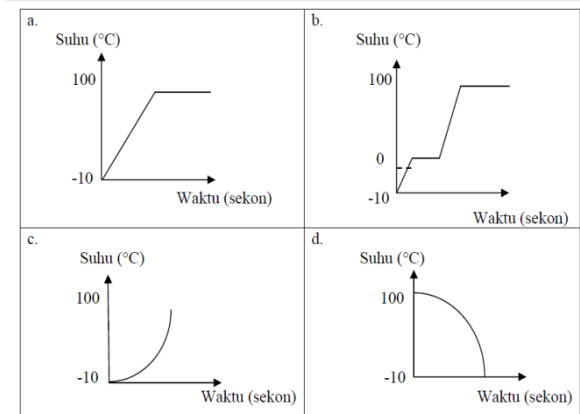 a.
Suhu (°C)
100
-10
Waktu (sekon)
b.
Suhu (°C)
100
0
-10
Waktu (sekon)
c.
Suhu (°C)
100
-10
Waktu (sekon)
d.
Suhu (°C)
100
-10
Waktu (sekon)